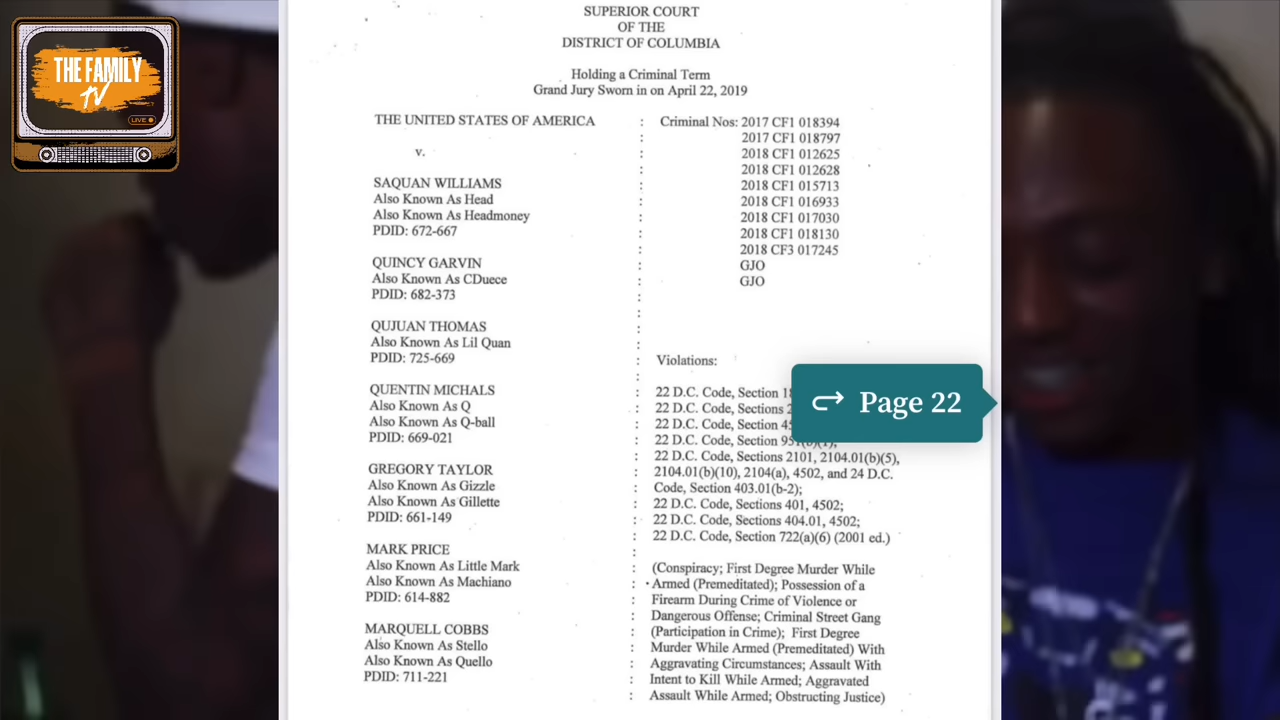 THE FAMILY
TV
LIVE
SUPERIOR COURT
OF THE
DISTRICT OF COLUMBIA
Holding a Criminal Term
Grand Jury Sworn in on April 22, 2019
THE UNITED STATES OF AMERICA
v.
SAQUAN WILLIAMS
Also Known As Head
Also Known As Headmoney
PDID: 672-667
QUINCY GARVIN
Also Known As CDuece
PDID: 682-373
QUJUAN THOMAS
Also Known As Lil Quan
PDID: 725-669
QUENTIN MICHALS
Also Known As Q
Also Known As Q-ball
PDID: 669-021
GREGORY TAYLOR
Also Known As Gizzle
Also Known As Gillette
PDID: 661-149
MARK PRICE
Also Known As Little Mark
Also Known As Machiano
PDID: 614-882
MARQUELL COBBS
Also Known As Stello
Also Known As Quello
PDID: 711-221
: Criminal Nos: 2017 CF1 018394
: 2017 CF1 018797
: 2018 CF1 012625
: 2018 CF1 012628
: 2018 CF1 015713
: 2018 CF1 016933
: 2018 CF1 017030
: 2018 CF1 018130
: 2018 CF3 017245
: GJO
: GJO
: Violations:
: 22 D.C. Code, Section
: 22 D.C. Code, Sections
: 22 D.C. Code, Section
: 22 D.C. Code, Section
: 22 D.C. Code, Sections 2101, 2104.01(b)(5),
: 2104.01(b)(10), 2104(a), 4502, and 24 D.C.
: Code, Section 403.01(b-2);
: 22 D.C. Code, Sections 401, 4502;
: 22 D.C. Code, Sections 404.01, 4502;
: 22 D.C. Code, Section 722(a)(6) (2001 ed.)
: (Conspiracy; First Degree Murder While
: Armed (Premeditated); Possession of a
: Firearm During Crime of Violence or
: Dangerous Offense; Criminal Street Gang
: (Participation in Crime); First Degree
: Murder While Armed (Premeditated) With
: Aggravating Circumstances; Assault With
: Intent to Kill While Armed; Aggravated
: Assault While Armed; Obstructing Justice)
Page 22